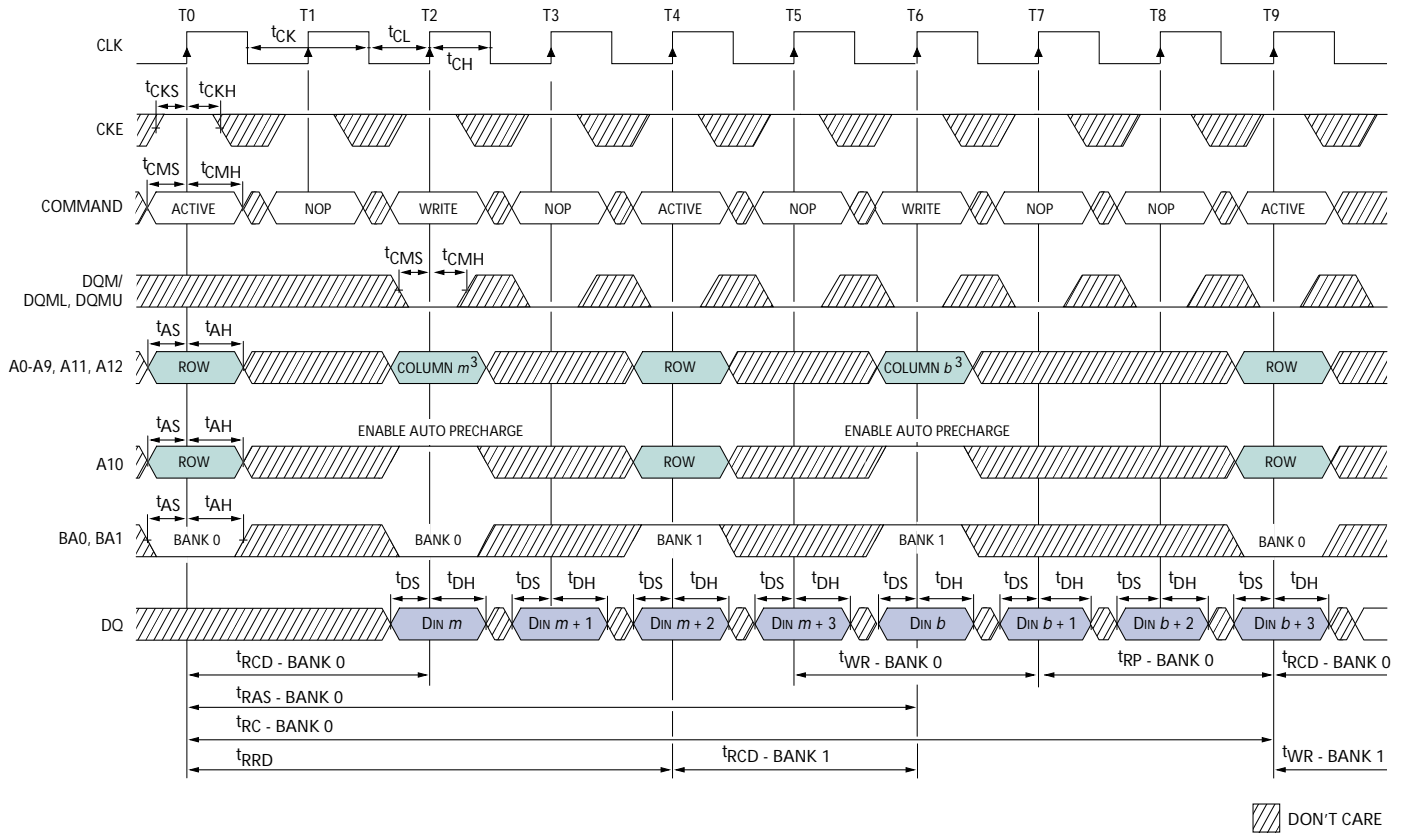 T0 T1 T2 T3 T4 T5 T6 T7 T8 T9
CLK tCK tCL tCH
tCKS tCKH
CKE
tCMS tCMH
COMMAND ACTIVE NOP WRITE NOP ACTIVE NOP WRITE NOP NOP ACTIVE
tCMS tCMH
DQM/
DQML, DQMU
tAS tAH
A0-A9, A11, A12 ROW COLUMN m3 ROW COLUMN b3 ROW
tAS tAH ENABLE AUTO PRECHARGE ENABLE AUTO PRECHARGE
A10 ROW ROW ROW
tAS tAH
BA0, BA1 BANK 0 BANK 0 BANK 1 BANK 1 BANK 0
tDS tDH tDS tDH tDS tDH tDS tDH tDS tDH tDS tDH tDS tDH tDS tDH
DQ DIN m DIN m + 1 DIN m + 2 DIN m + 3 DIN b DIN b + 1 DIN b + 2 DIN b + 3
tRCD - BANK 0 tWR - BANK 0 tRP - BANK 0 tRCD - BANK 0
tRAS - BANK 0
tRC - BANK 0
tRRD tRCD - BANK 1 tWR - BANK 1
DON'T CARE